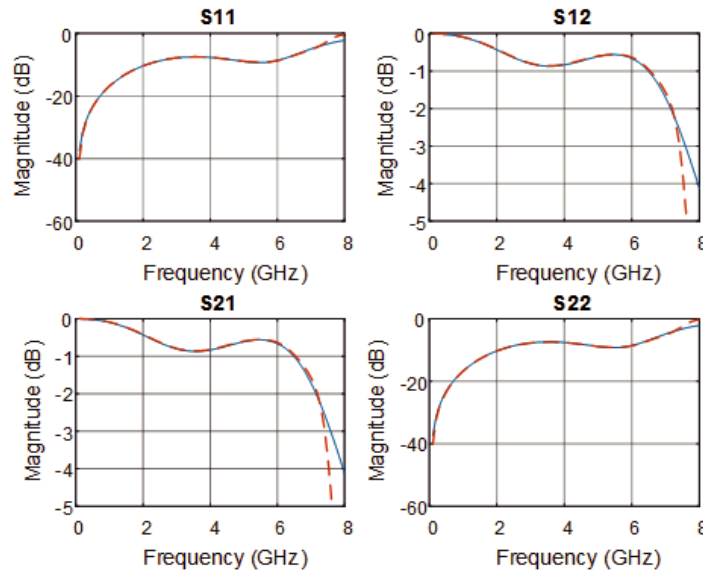 S11
0
-20
-40
-60
Magnitude (dB)
0 2 4 6 8
Frequency (GHz)
S12
0
-1
-2
-3
-4
-5
Magnitude (dB)
0 2 4 6 8
Frequency (GHz)
S21
0
-1
-2
-3
-4
-5
Magnitude (dB)
0 2 4 6 8
Frequency (GHz)
S22
0
-20
-40
-60
Magnitude (dB)
0 2 4 6 8
Frequency (GHz)